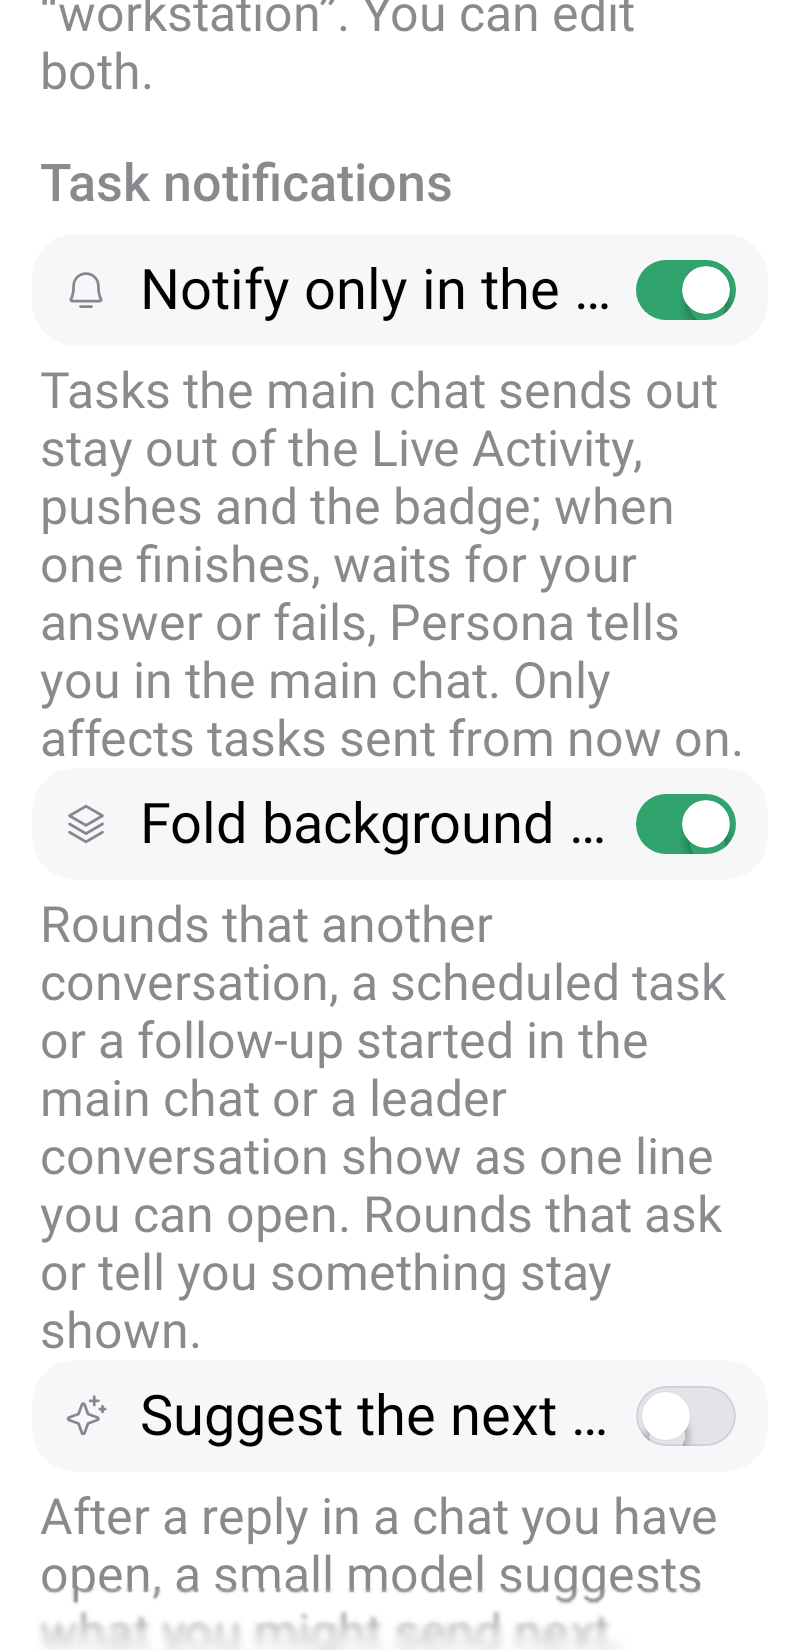 “workstation”. You can edit
both.
Task notifications
Notify only in the ...
Tasks the main chat sends out
stay out of the Live Activity,
pushes and the badge; when
one finishes, waits for your
answer or fails, Persona tells
you in the main chat. Only
affects tasks sent from now on.
Fold background ...
Rounds that another
conversation, a scheduled task
or a follow-up started in the
main chat or a leader
conversation show as one line
you can open. Rounds that ask
or tell you something stay
shown.
Suggest the next ...
After a reply in a chat you have
open, a small model suggests
what you might send next.